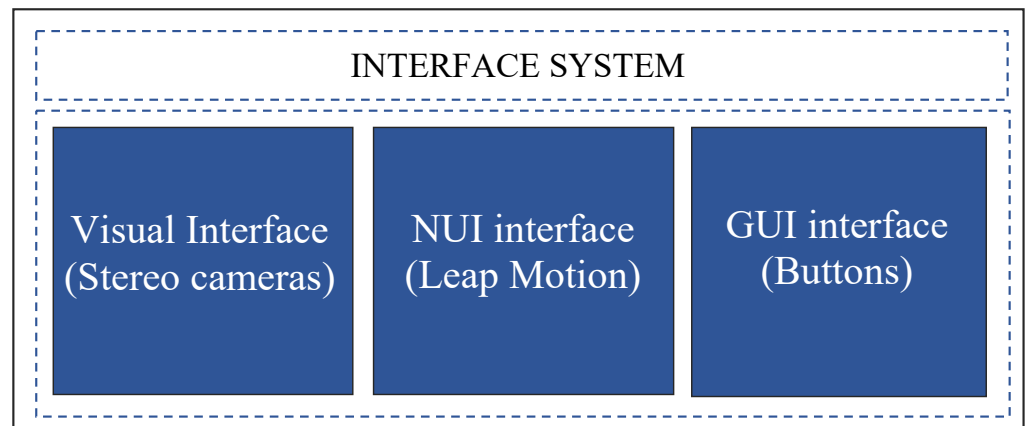 INTERFACE SYSTEM
Visual Interface
(Stereo cameras)
NUI interface
(Leap Motion)
GUI interface
(Buttons)